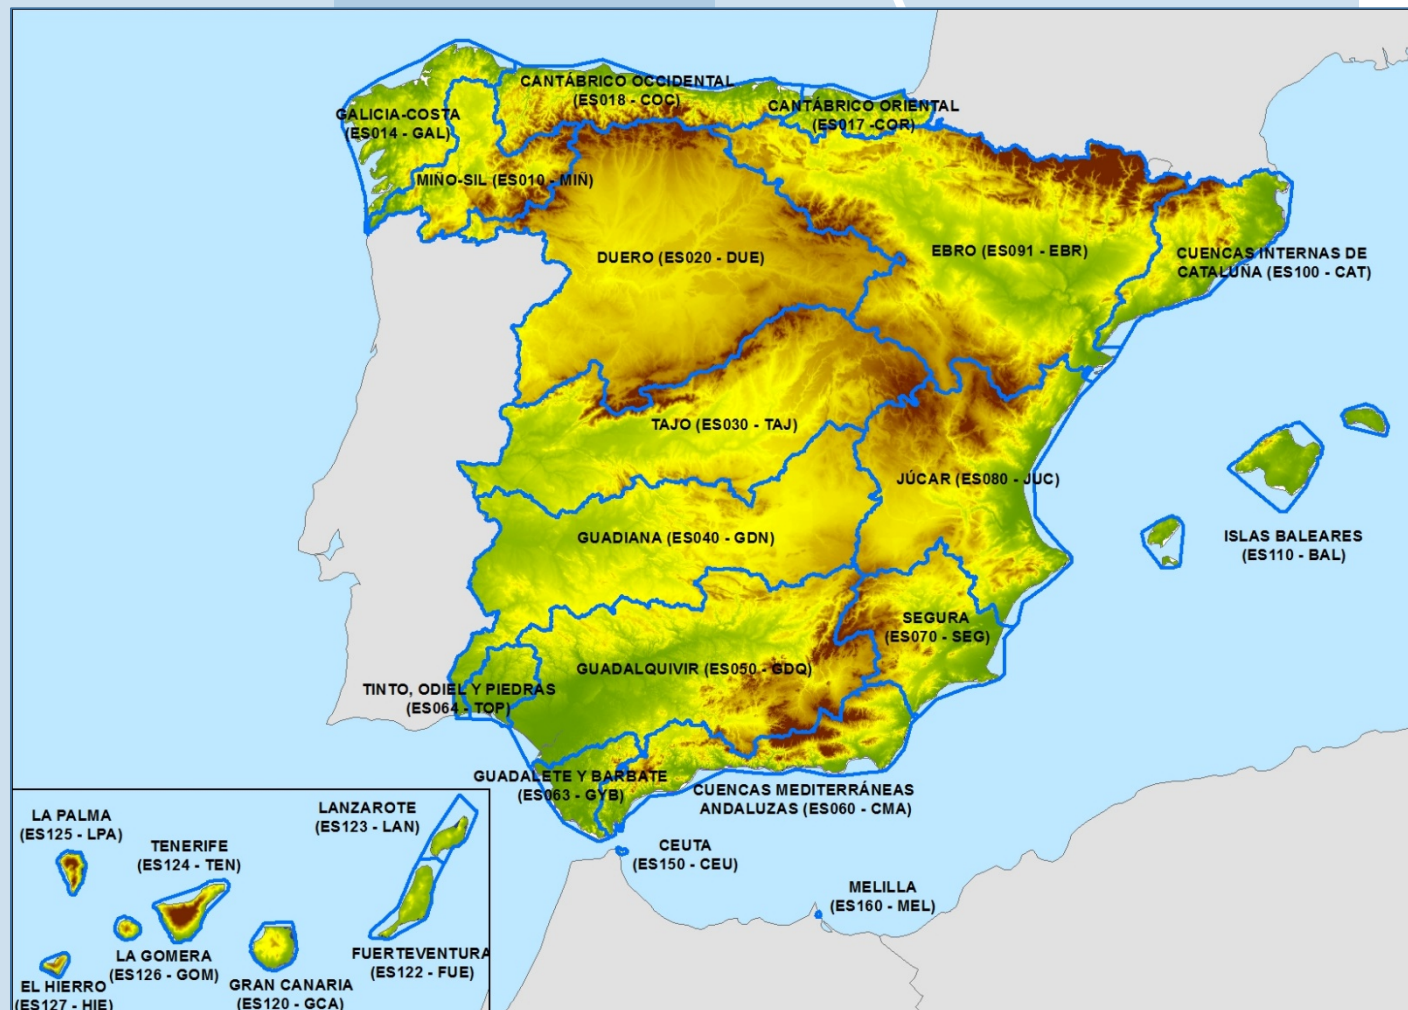 CANTÁBRICO OCCIDENTAL
(ES018 - COC)
CANTÁBRICO ORIENTAL
(ES017 -COR)
GALICIA-COSTA
(ES014 - GAL)
MIÑO-SIL (ES010 - MIÑ)
DUERO (ES020 - DUE)
EBRO (ES091 - EBR)
CUENCAS INTERNAS DE
CATALUÑA (ES100 - CAT)
TAJO (ES030 - TAJ)
JÚCAR (ES080 - JUC)
GUADIANA (ES040 - GDN)
ISLAS BALEARES
(ES110 - BAL)
SEGURA
(ES070 - SEG)
GUADALQUIVIR (ES050 - GDQ)
TINTO, ODIEL Y PIEDRAS
(ES064 - TOP)
GUADALETE Y BARBATE
(ES063 - GYB)
CUENCAS MEDITERRÁNEAS
ANDALUZAS (ES060 - CMA)
CEUTA
(ES150 - CEU)
MELILLA
(ES160 - MEL)
LA PALMA
(ES125 - LPA)
TENERIFE
(ES124 - TEN)
LANZAROTE
(ES123 - LAN)
LA GOMERA
(ES126 - GOM)
EL HIERRO
(ES127 - HIE)
GRAN CANARIA
(ES120 - GCA)
FUERTEVENTURA
(ES122 - FUE)